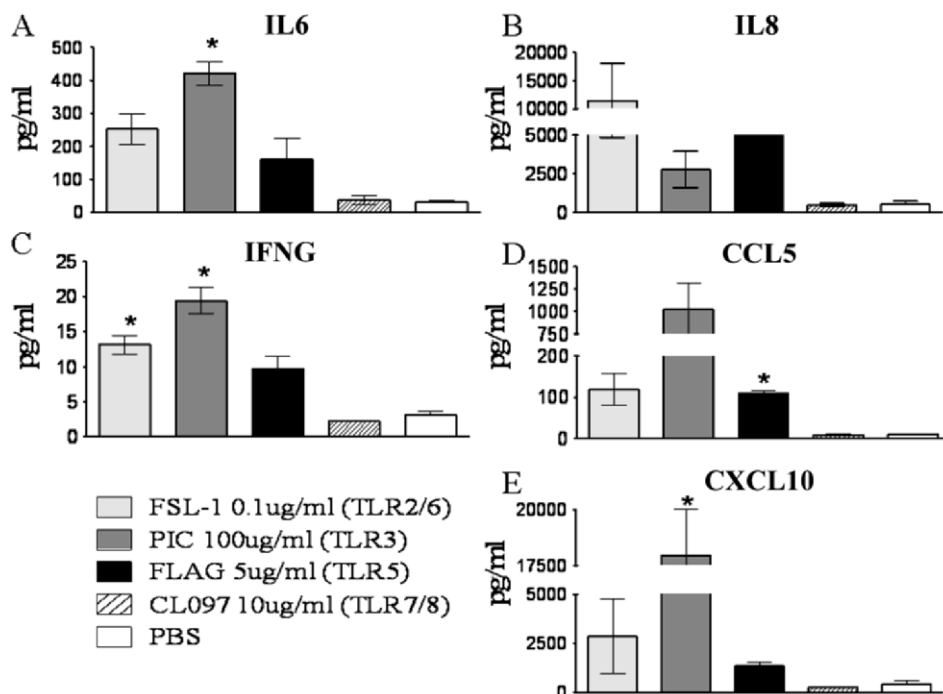 A IL6
500
*
400
300
200
100
0
pg/ml
B IL8
20000
15000
10000
5000
2500
0
pg/ml
C IFNG
25
*
20
*
15
10
5
0
pg/ml
D CCL5
1500
1250
1000
750
200
*
100
0
pg/ml
FSL-1 0.1ug/ml (TLR2/6)
PIC 100ug/ml (TLR3)
FLAG 5ug/ml (TLR5)
CL097 10ug/ml (TLR7/8)
PBS
E CXCL10
*
20000
17500
5000
2500
0
pg/ml